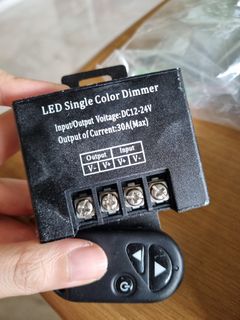 LED Single Color Dimmer
Input/Output Voltage:DC12-24V
Output of Current:30A(Max)
Output Input
V- V+ V+ V-